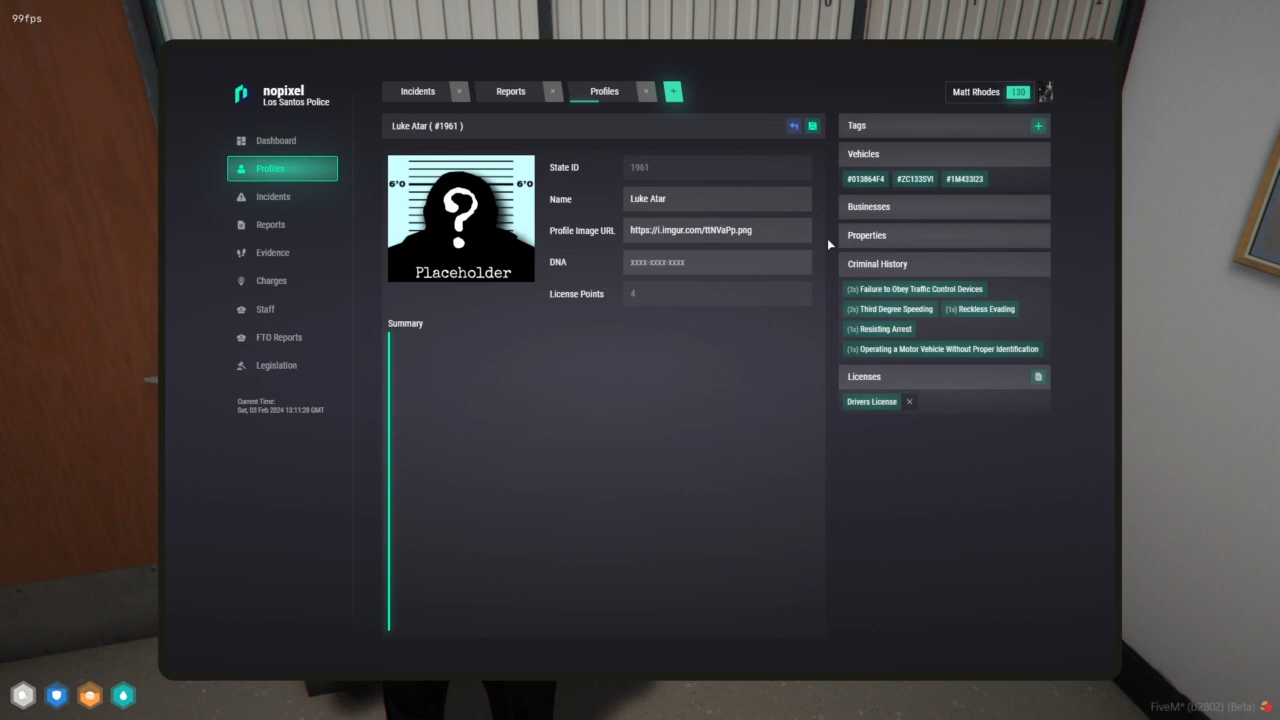 99fps
nopixel
Los Santos Police
Incidents
Reports
Profiles
Matt Rhodes 130
Dashboard
Profiles
Incidents
Reports
Evidence
Charges
Staff
FTO Reports
Legislation
Current Time:
Sat, 03 Feb 2024 13:11:28 GMT
Luke Atar ( #1961 )
6'0 6'0
?
Placeholder
State ID 1961
Name Luke Atar
Profile Image URL https://i.imgur.com/ttNVaPp.png
DNA xxxx-xxxx-xxxx
License Points 4
Summary
Tags
Vehicles
#013864F4 #ZC133SVI #1M433I23
Businesses
Properties
Criminal History
(2x) Failure to Obey Traffic Control Devices
(2x) Third Degree Speeding (1x) Reckless Evading
(1x) Resisting Arrest
(1x) Operating a Motor Vehicle Without Proper Identification
Licenses
Drivers License
FiveM* (b2802) (Beta)